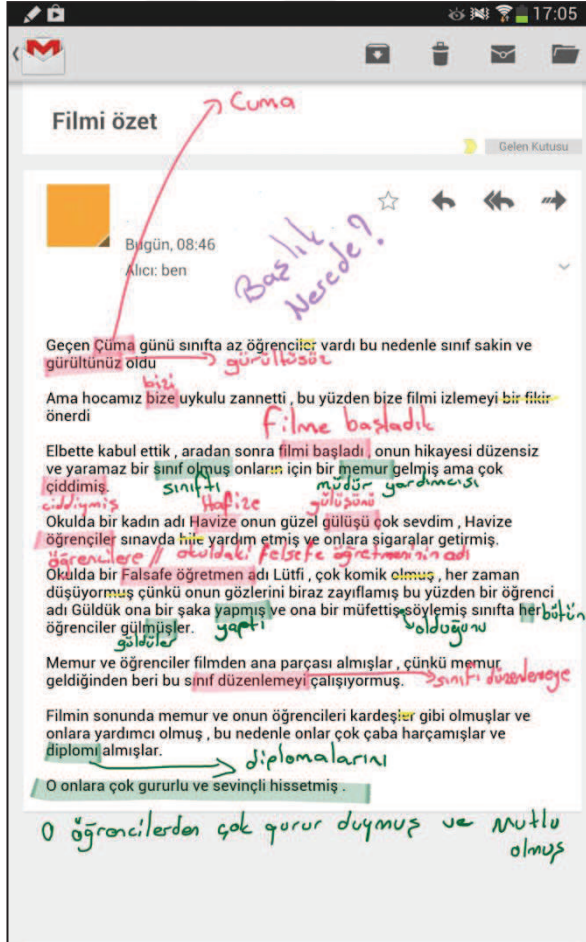 17:05
Cuma
Filmi özet
Gelen Kutusu
Başlık
Nerede?
Bugün, 08:46
Alıcı: ben
Geçen Çüma günü sınıfta az öğrenciler vardı bu nedenle sınıf sakin ve
gürültünüz oldu
gürültüsüz
bizi
Ama hocamız bize uykulu zannetti , bu yüzden bize filmi izlemeyi bir fikir
önerdi
Filme başladık
Elbette kabul ettik , aradan sonra filmi başladı , onun hikayesi düzensiz
ve yaramaz bir sınıf olmuş onların için bir memur gelmiş ama çok
çiddimiş.
sınıftı
müdür yardımcısı
ciddiymiş
Hafize
gülüşünü
Okulda bir kadın adı Havize onun güzel gülüşü çok sevdim , Havize
öğrençiler sınavda hile yardım etmiş ve onlara sigaralar getirmiş.
öğrencilere // okuldaki felsefe öğretmeninin adı
Okulda bir Falsafe öğretmen adı Lütfi , çok komik olmuş , her zaman
düşüyormuş çünkü onun gözlerini biraz zayıflamış bu yüzden bir öğrenci
adı Güldük ona bir şaka yapmış ve ona bir müfettiş söylemiş sınıfta her bütün
öğrenciler gülmüşler.
yaptı
olduğunu
güldüler
Memur ve öğrenciler filmden ana parçası almışlar , çünkü memur
geldiğinden beri bu sınıf düzenlemeyi çalışıyormuş.
sınıfı düzenlemeye
Filmin sonunda memur ve onun öğrencileri kardeşler gibi olmuşlar ve
onlara yardımcı olmuş , bu nedenle onlar çok çaba harçamışlar ve
diplomı almışlar.
diplomalarını
O onlara çok gururlu ve sevinçli hissetmiş .
O öğrencilerden çok gurur duymuş ve mutlu
olmuş